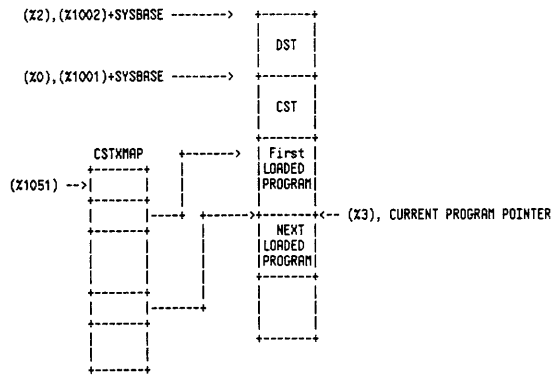 (%2),(%1002)+SYSBASE
DST
(%0),(%1001)+SYSBASE
CST
CSTXMAP
First
LOADED
PROGRAM
(%1051)
(%3), CURRENT PROGRAM POINTER
NEXT
LOADED
PROGRAM